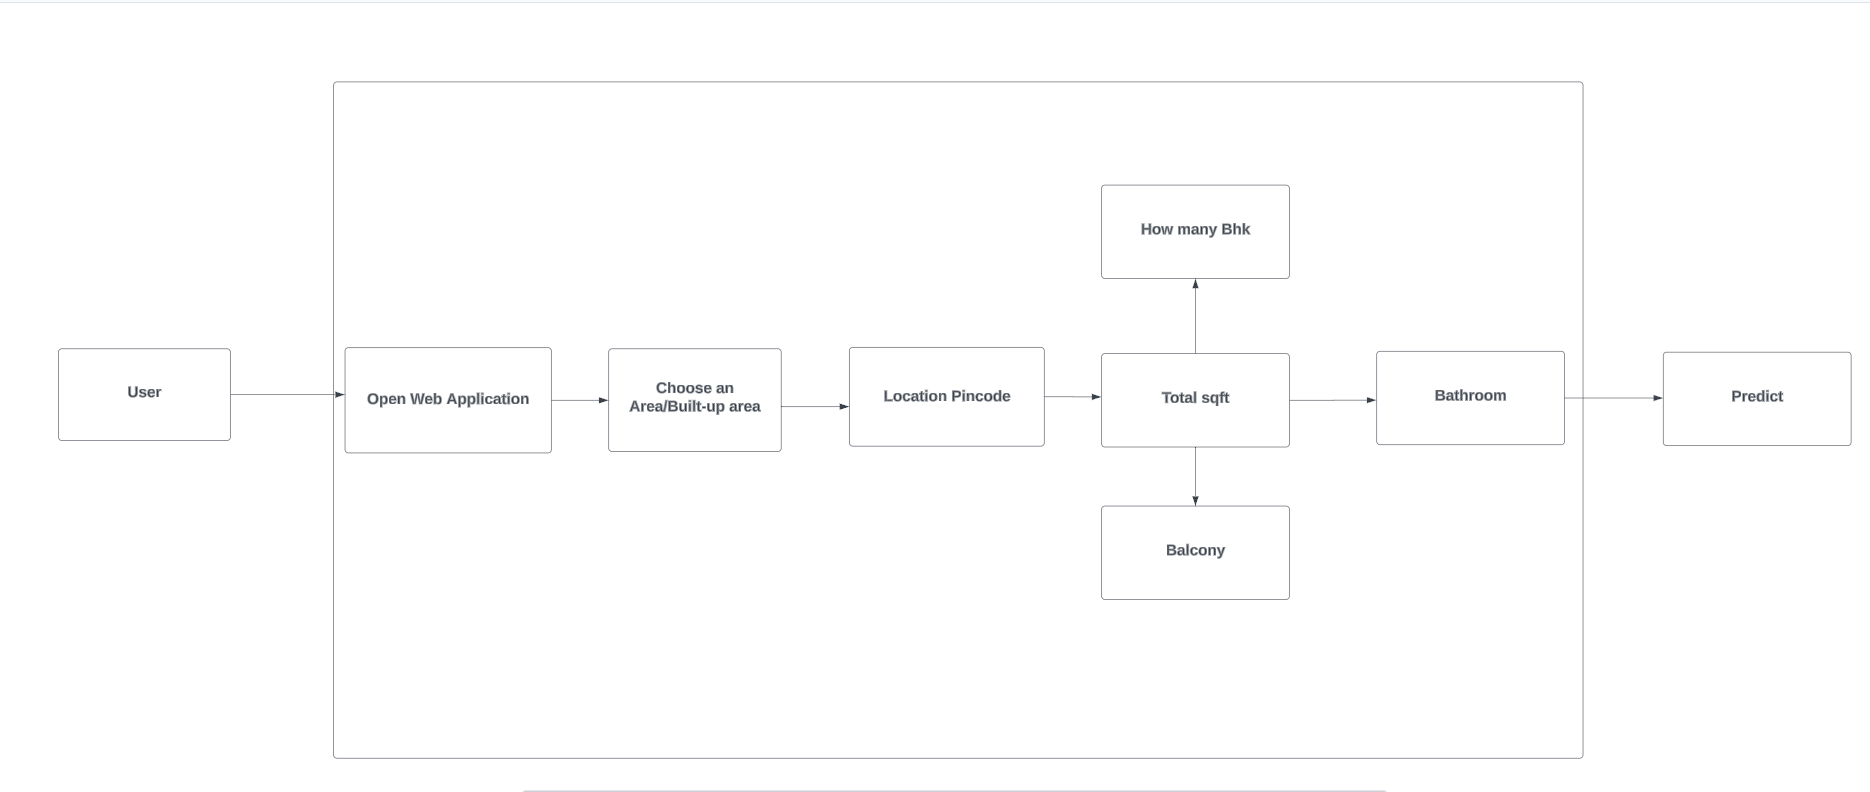 User
Open Web Application
Choose an
Area/Built-up area
Location Pincode
How many Bhk
Total sqft
Balcony
Bathroom
Predict